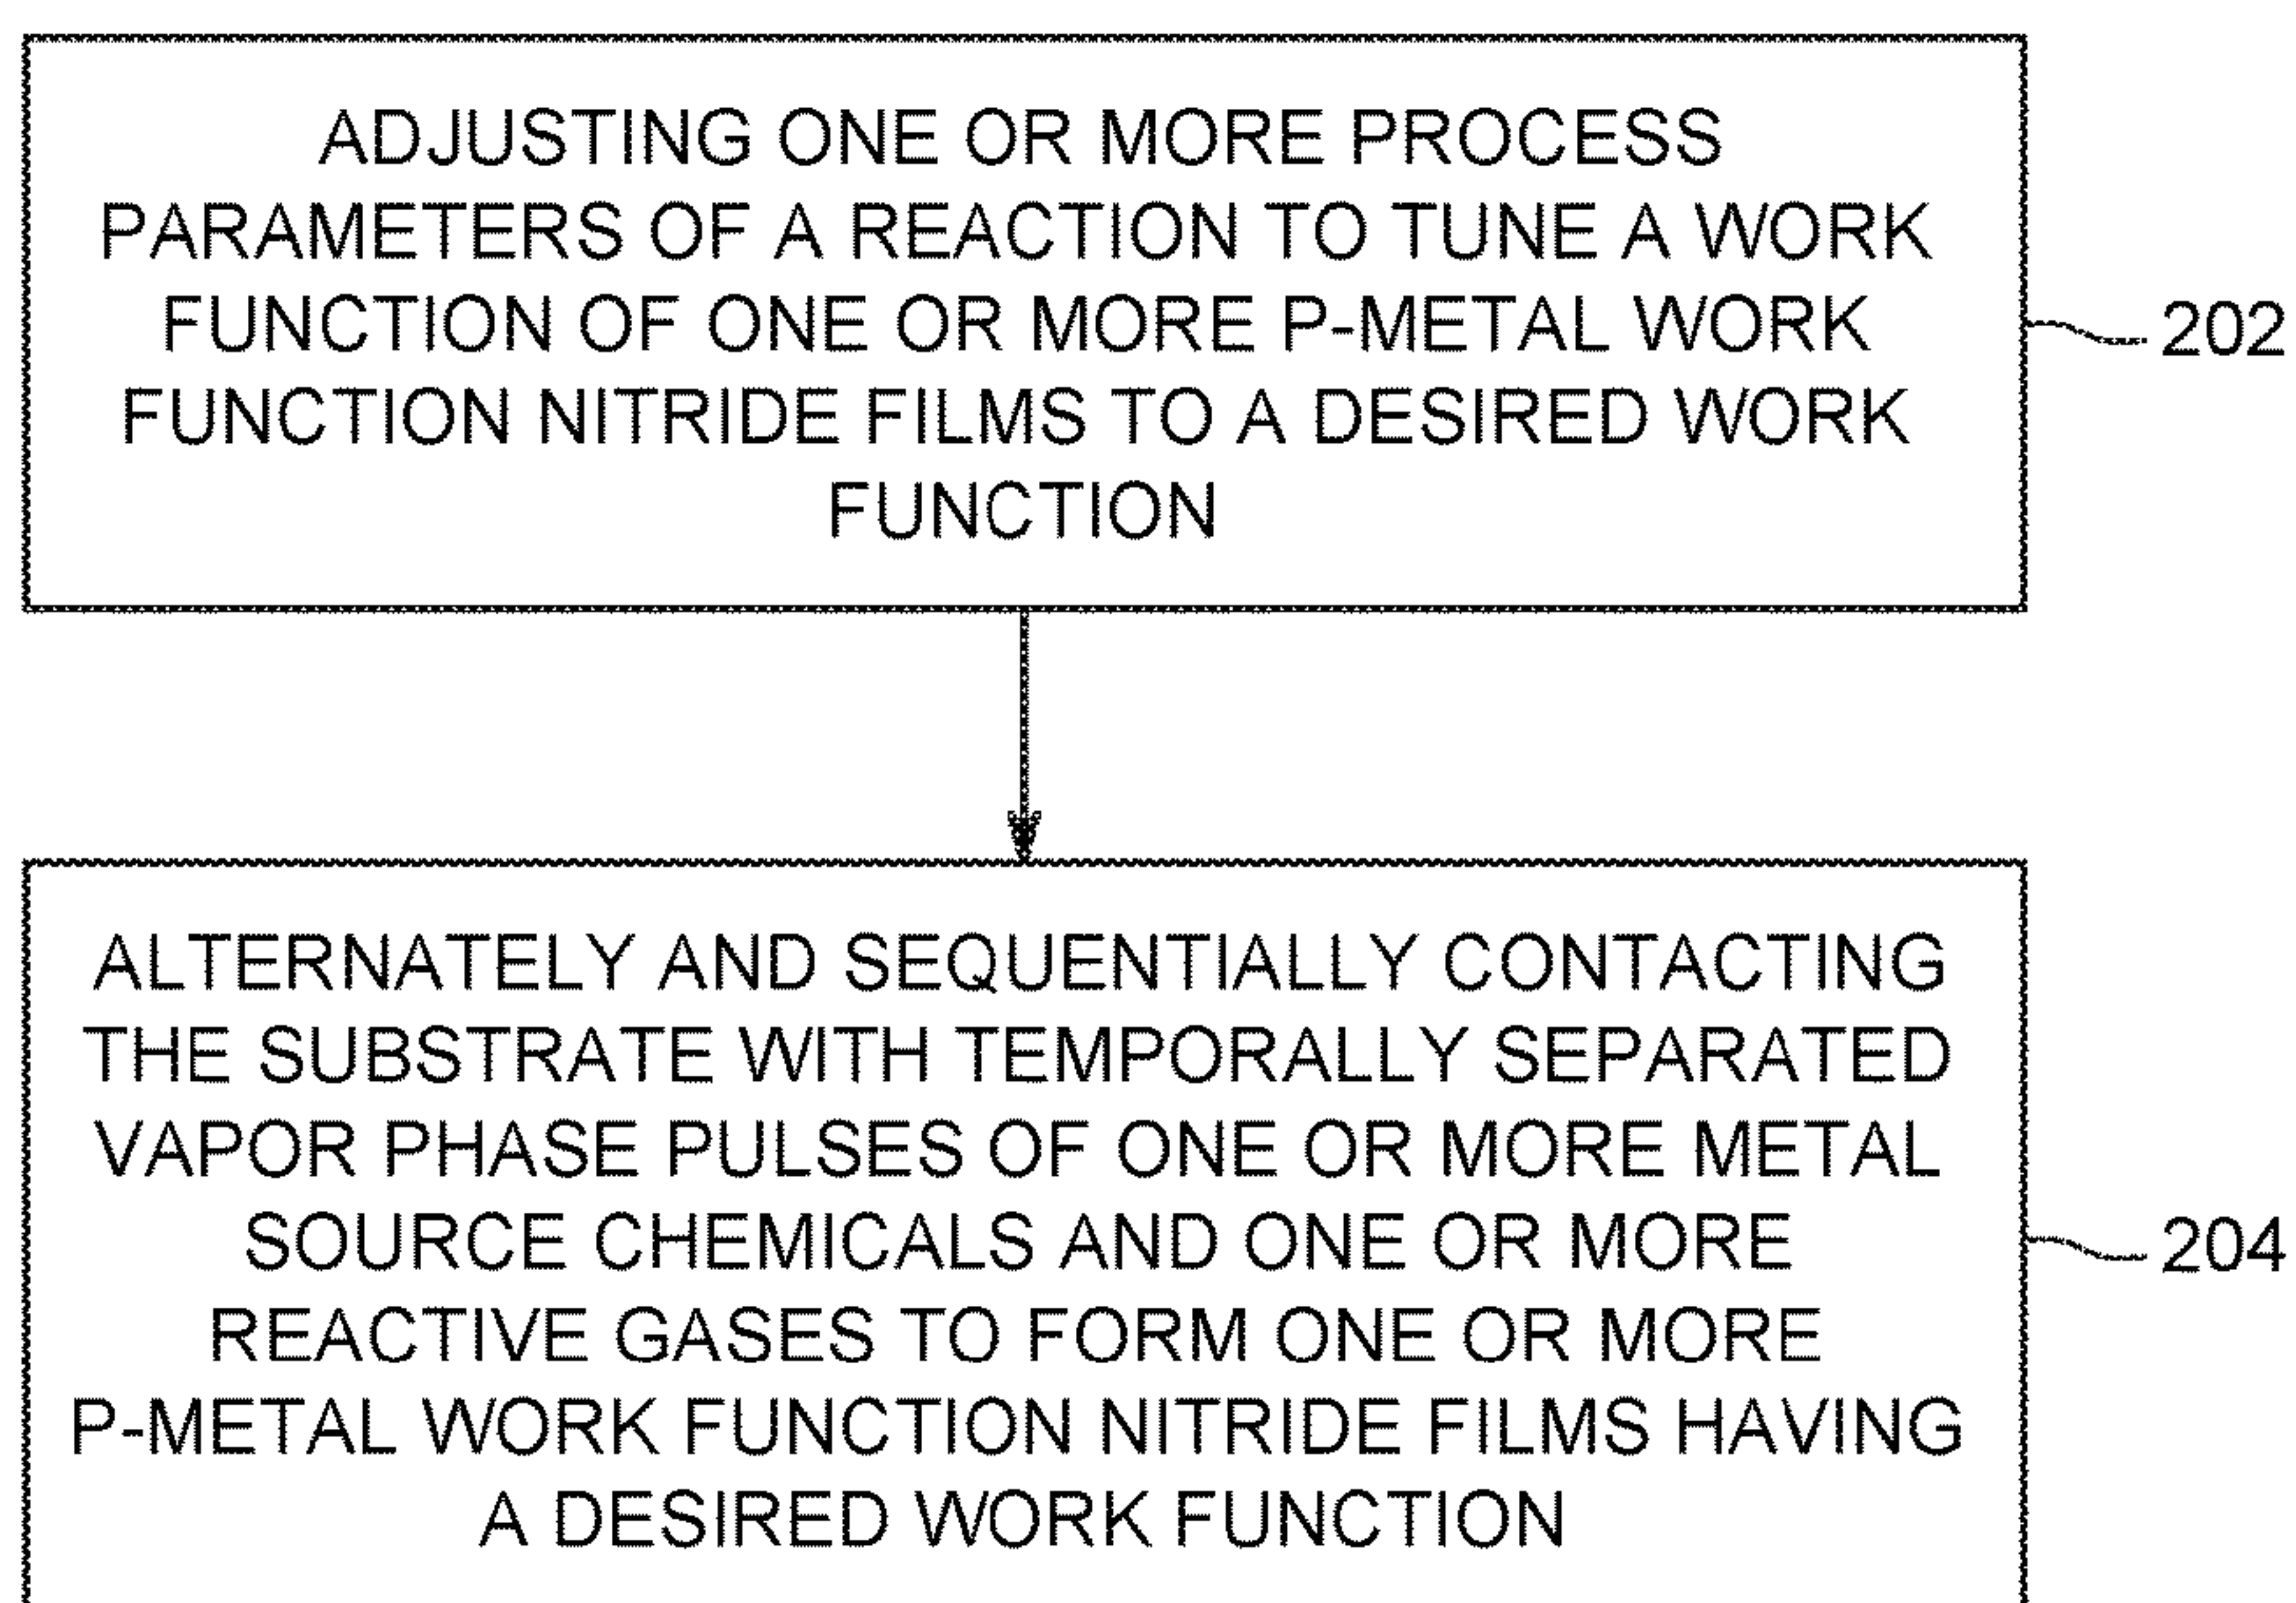 ADJUSTING ONE OR MORE PROCESS
PARAMETERS OF A REACTION TO TUNE A WORK
FUNCTION OF ONE OR MORE P-METAL WORK
FUNCTION NITRIDE FILMS TO A DESIRED WORK
FUNCTION
202
ALTERNATELY AND SEQUENTIALLY CONTACTING
THE SUBSTRATE WITH TEMPORALLY SEPARATED
VAPOR PHASE PULSES OF ONE OR MORE METAL
SOURCE CHEMICALS AND ONE OR MORE
REACTIVE GASES TO FORM ONE OR MORE
P-METAL WORK FUNCTION NITRIDE FILMS HAVING
A DESIRED WORK FUNCTION
204